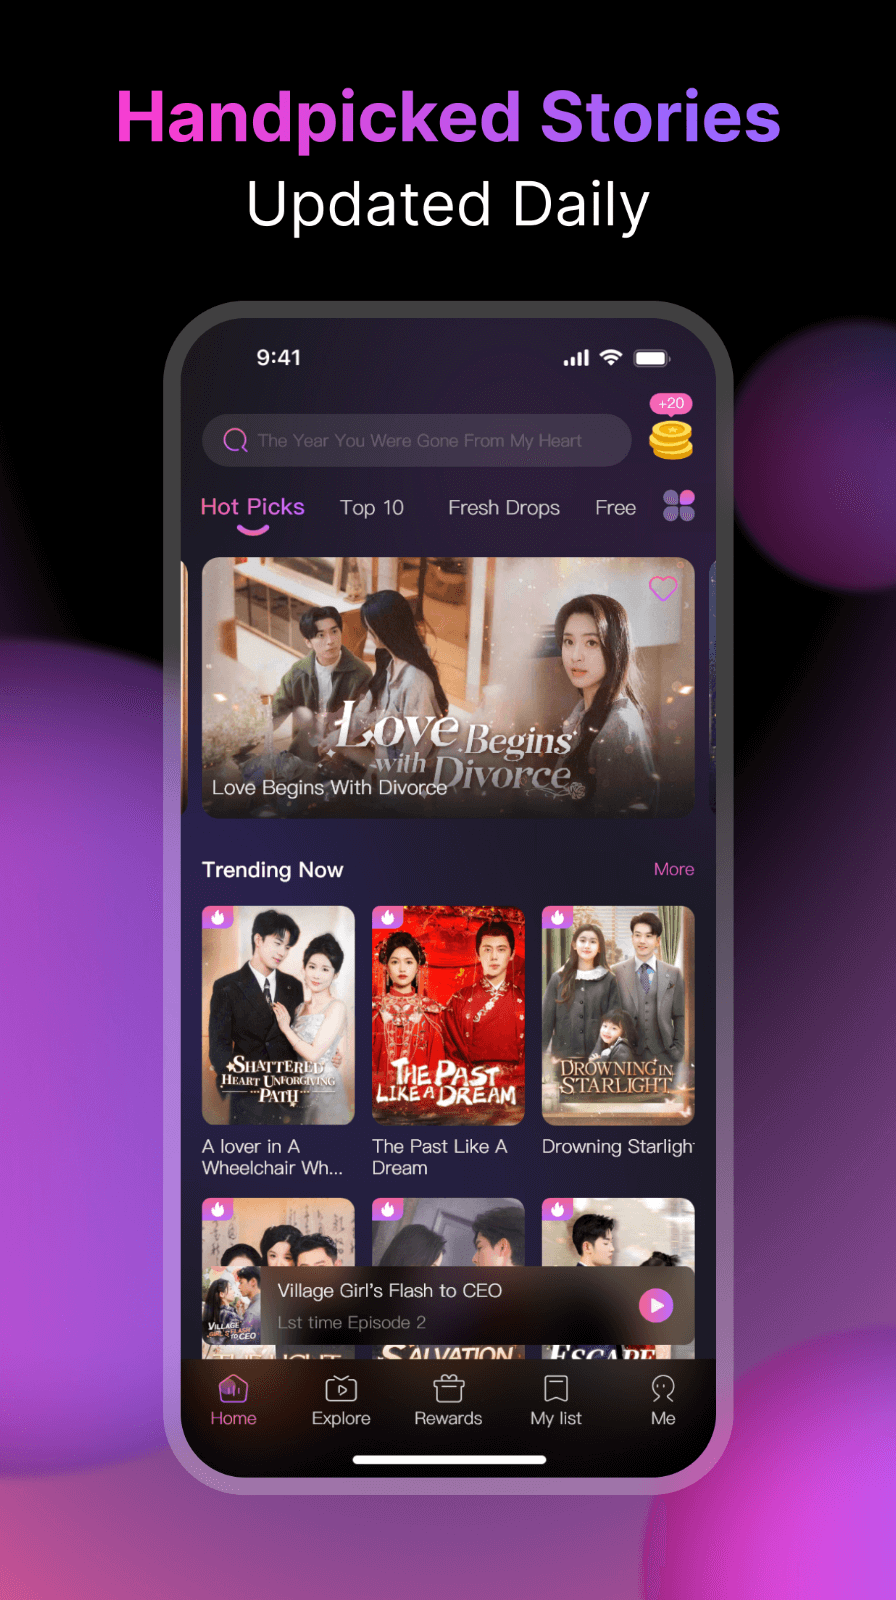 Handpicked Stories
Updated Daily
9:41
+20
The Year You Were Gone From My Heart
Hot Picks
Top 10
Fresh Drops
Free
Love Begins
with Divorce
Love Begins With Divorce
Trending Now
More
SHATTERED
HEART UNFORGIVING
PATH
THE PAST
LIKE A DREAM
DROWNING IN
STARLIGHT
A lover in A
Wheelchair Wh...
The Past Like A
Dream
Drowning Starligh
Village Girl's Flash to CEO
Lst time Episode 2
VILLAGE
GIRL'S FLASH
TO CEO
SALVATION
ESCAPE
Home
Explore
Rewards
My list
Me